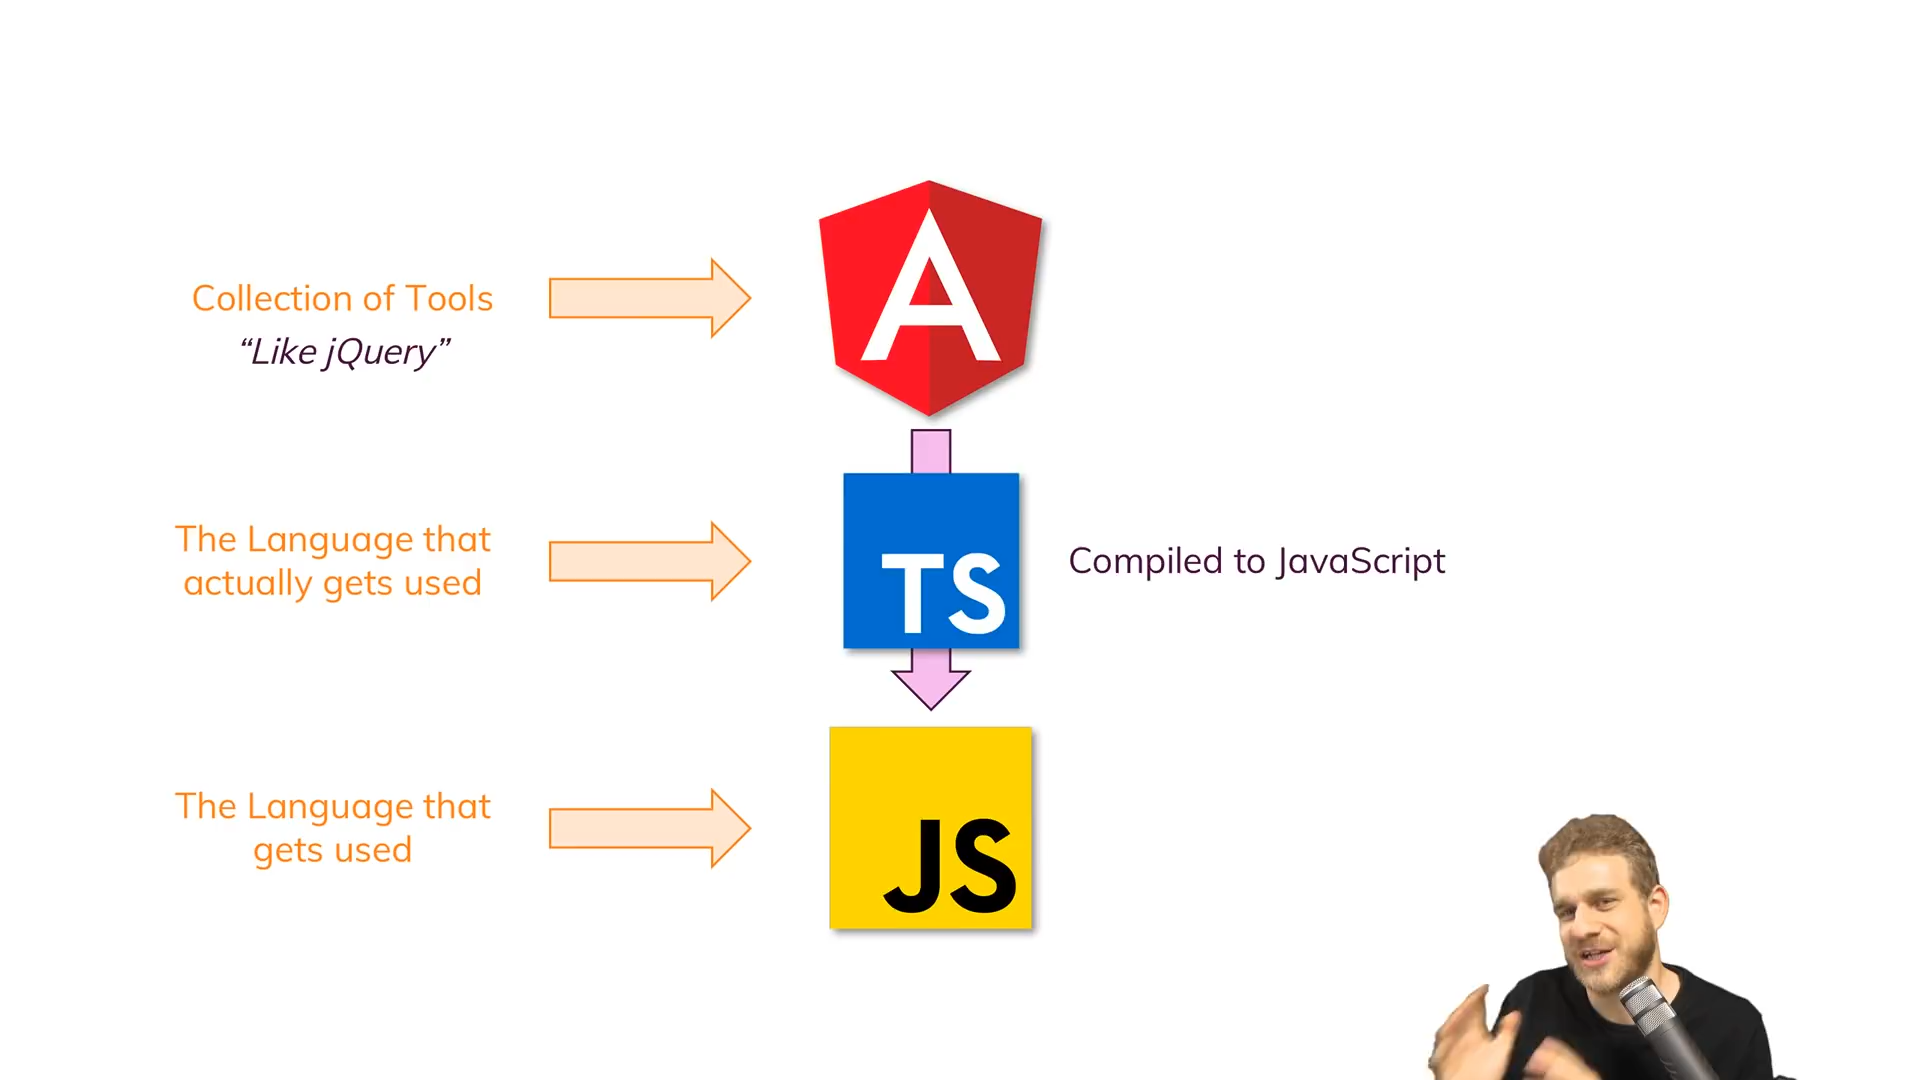 A
Collection of Tools
“Like jQuery”
The Language that
actually gets used
TS
Compiled to JavaScript
The Language that
gets used
JS